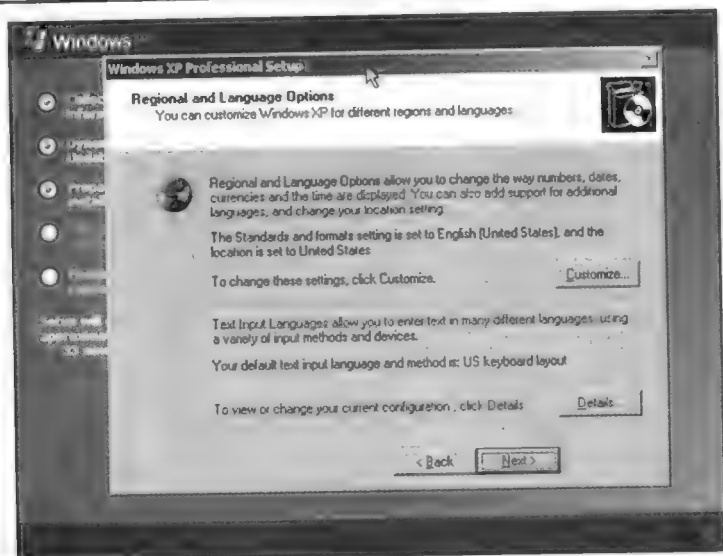 Windows
Windows XP Professional Setup
Regional and Language Options
You can customize Windows XP for different regions and languages
Regional and Language Options allow you to change the way numbers, dates,
currencies and the time are displayed. You can also add support for additional
languages, and change your location setting.
The Standards and formats setting is set to English (United States), and the
location is set to United States
To change these settings, click Customize.
Customize...
Text Input Languages allow you to enter text in many different languages using
a variety of input methods and devices.
Your default text input language and method is: US keyboard layout
To view or change your current configuration , click Details
Details
< Back
Next >